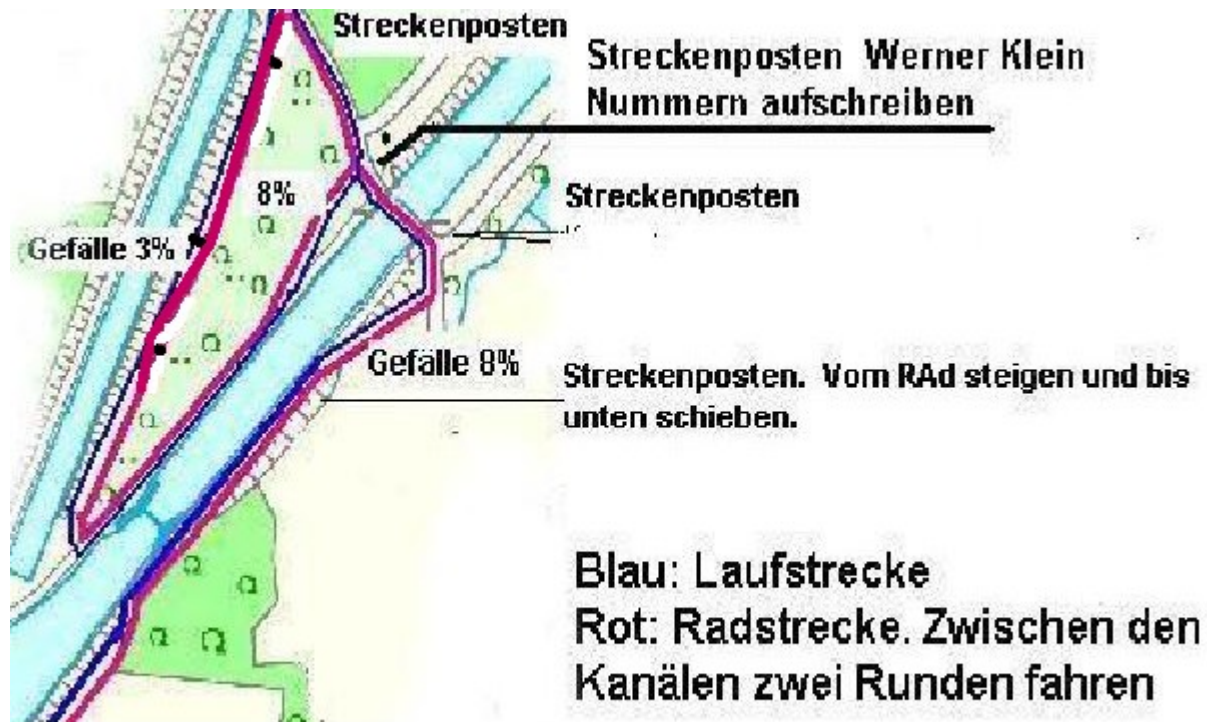 Streckenposten
Streckenposten Werner Klein
Nummern aufschreiben
8%
Streckenposten
Gefälle 3%
Gefälle 8%
Streckenposten. Vom RAd steigen und bis
unten schieben.
Blau: Laufstrecke
Rot: Radstrecke. Zwischen den
Kanälen zwei Runden fahren